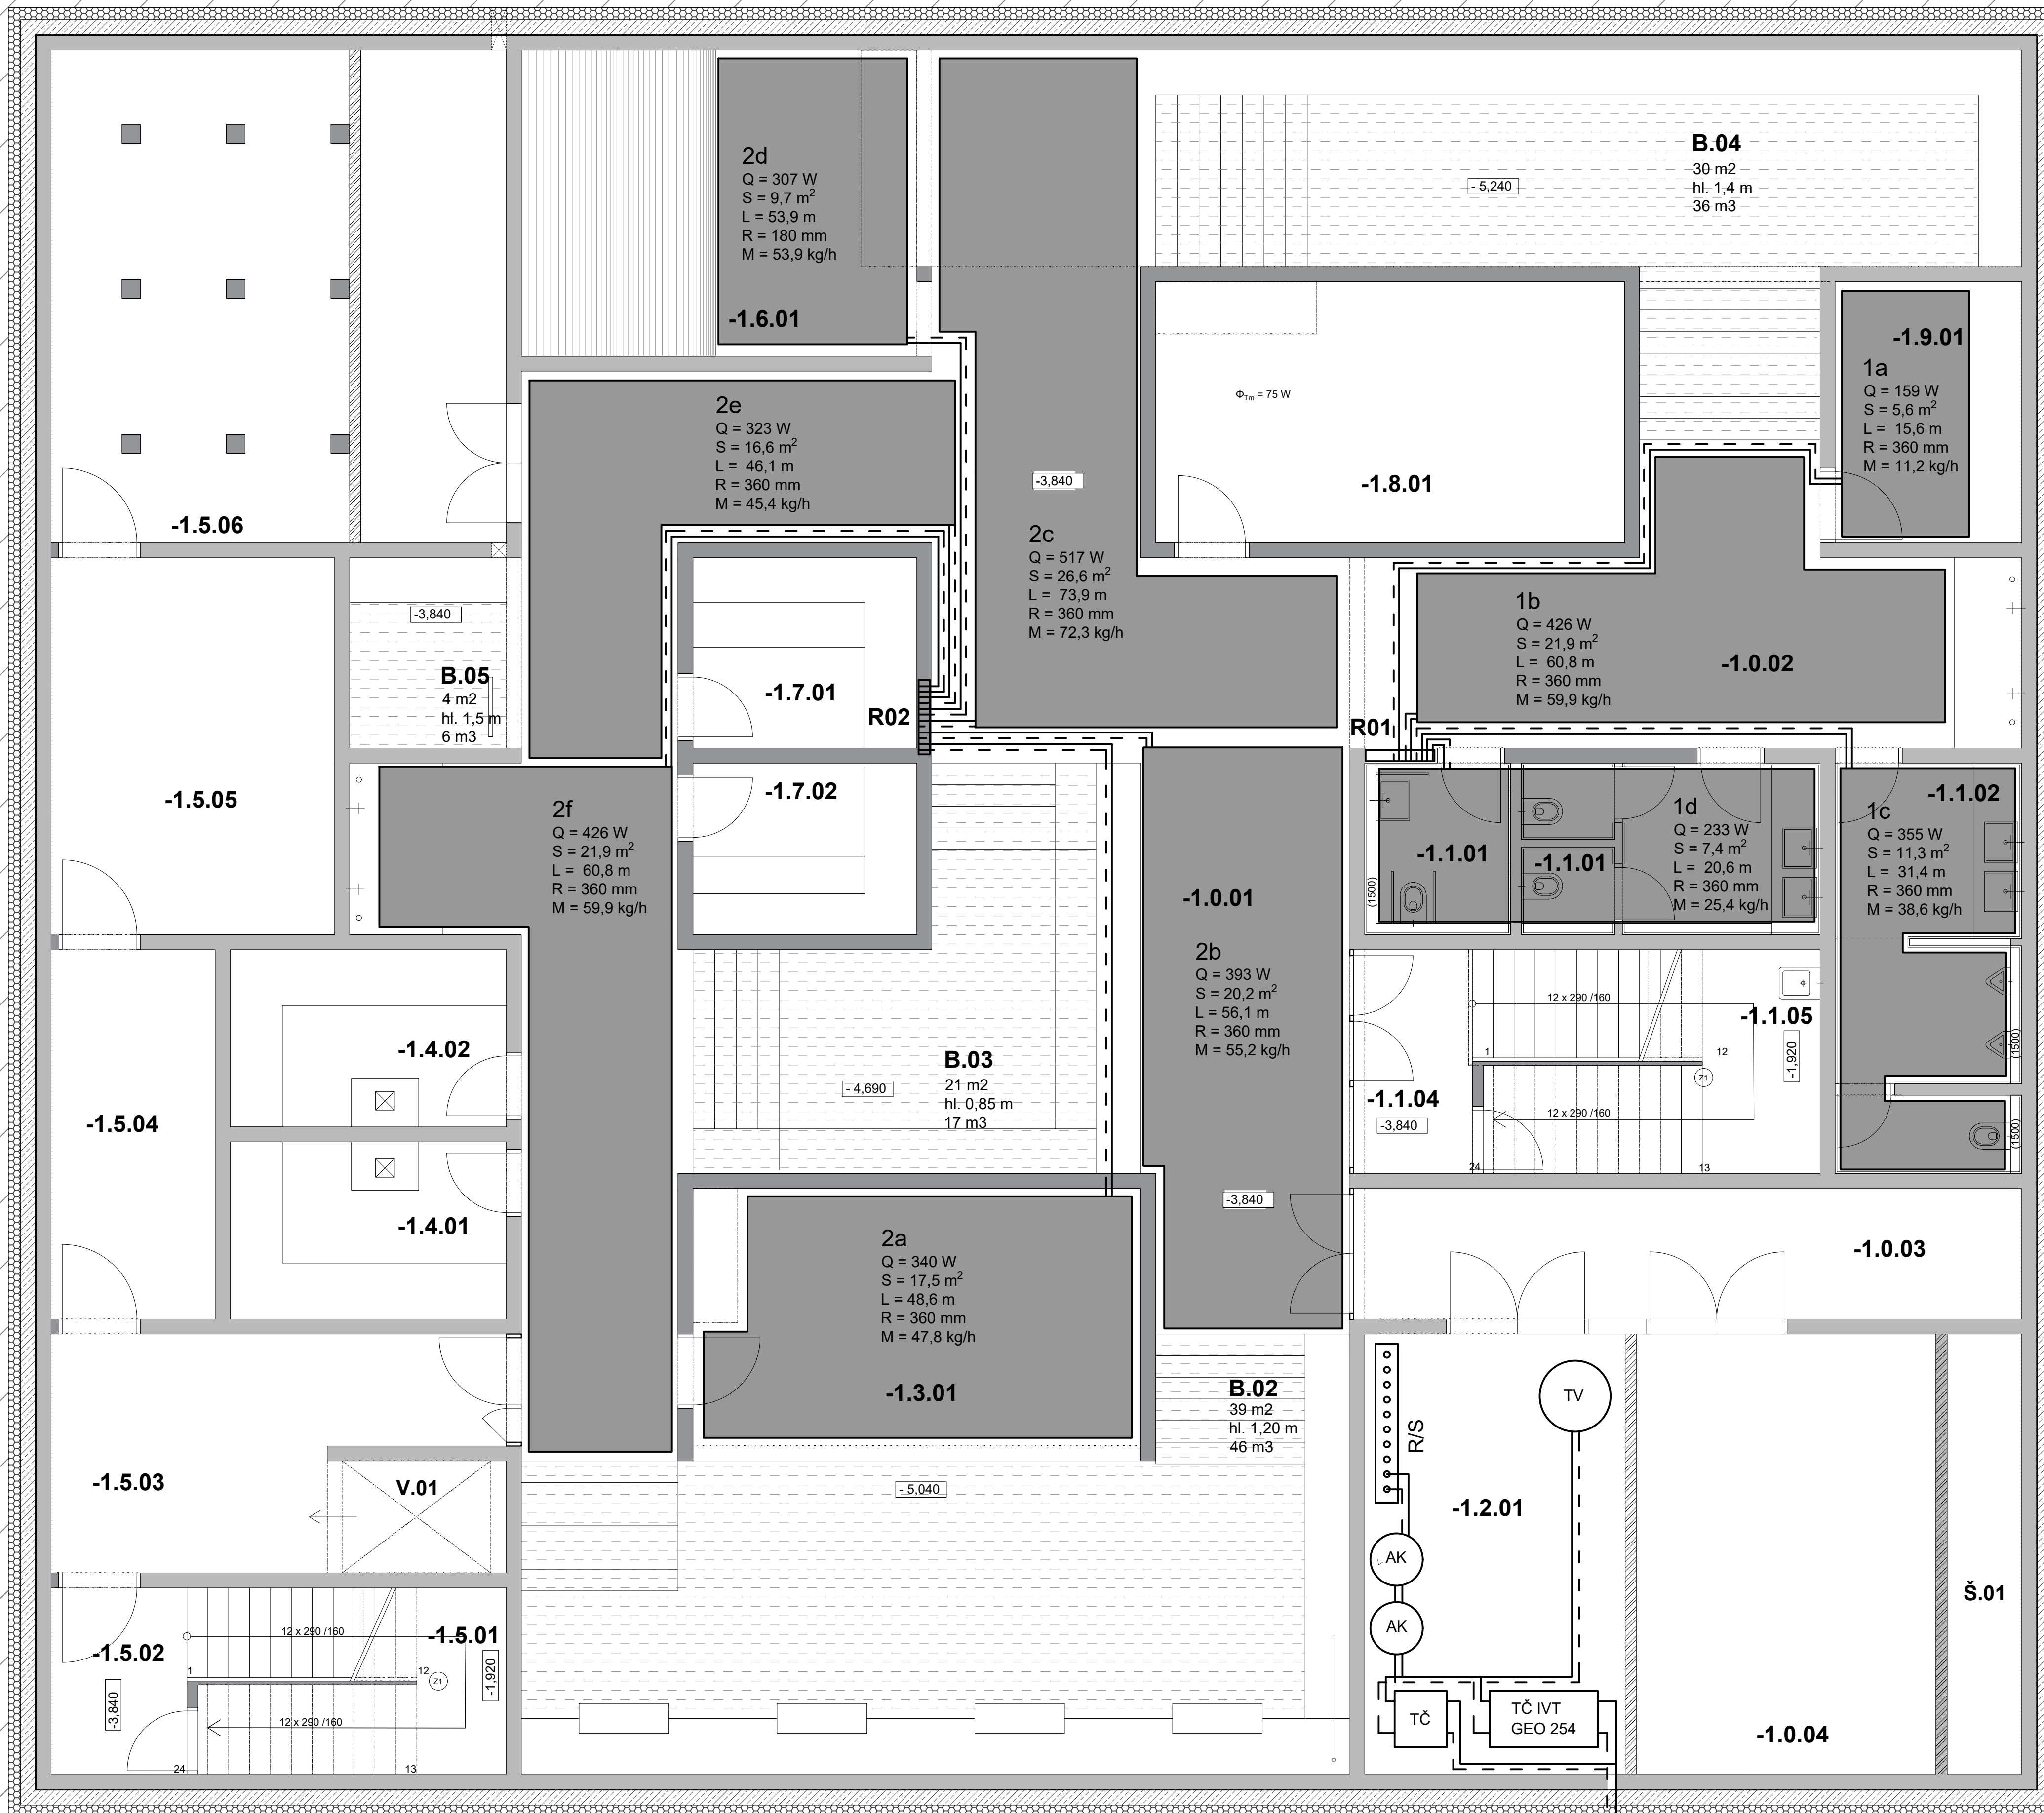 B.04
30 m2
hl. 1,4 m
36 m3
- 5,240
2d
Q = 307 W
S = 9,7 m²
L = 53,9 m
R = 180 mm
M = 53,9 kg/h
-1.6.01
-1.9.01
1a
Q = 159 W
S = 5,6 m²
L = 15,6 m
R = 360 mm
M = 11,2 kg/h
2e
Q = 323 W
S = 16,6 m²
L = 46,1 m
R = 360 mm
M = 45,4 kg/h
ΦTm = 75 W
-3,840
-1.8.01
-1.5.06
2c
Q = 517 W
S = 26,6 m²
L = 73,9 m
R = 360 mm
M = 72,3 kg/h
1b
Q = 426 W
S = 21,9 m²
L = 60,8 m
R = 360 mm
M = 59,9 kg/h
-1.0.02
-3,840
B.05
4 m2
hl. 1,5 m
6 m3
-1.7.01
R02
R01
-1.5.05
-1.7.02
2f
Q = 426 W
S = 21,9 m²
L = 60,8 m
R = 360 mm
M = 59,9 kg/h
-1.1.01
-1.1.01
(1500)
1d
Q = 233 W
S = 7,4 m²
L = 20,6 m
R = 360 mm
M = 25,4 kg/h
-1.1.02
1c
Q = 355 W
S = 11,3 m²
L = 31,4 m
R = 360 mm
M = 38,6 kg/h
-1.0.01
2b
Q = 393 W
S = 20,2 m²
L = 56,1 m
R = 360 mm
M = 55,2 kg/h
12 x 290 /160
-1.1.05
-1,920
(1500)
1
12
Z1
-1.4.02
B.03
21 m2
hl. 0,85 m
17 m3
- 4,690
-1.1.04
-3,840
12 x 290 /160
24
13
(1500)
-1.5.04
-1.4.01
-3,840
-1.0.03
2a
Q = 340 W
S = 17,5 m²
L = 48,6 m
R = 360 mm
M = 47,8 kg/h
-1.3.01
B.02
39 m2
hl. 1,20 m
46 m3
TV
R/S
-1.5.03
V.01
- 5,040
-1.2.01
AK
AK
Š.01
-1.5.02
12 x 290 /160
-1.5.01
-3,840
1
12
Z1
-1,920
12 x 290 /160
24
13
TČ
TČ IVT
GEO 254
-1.0.04